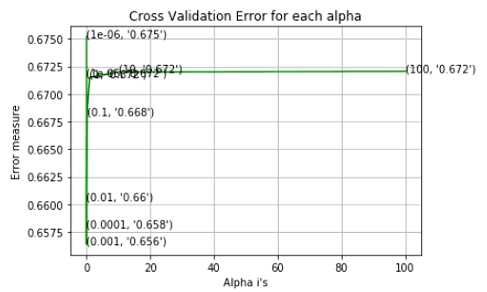 Cross Validation Error for each alpha
0.6750
0.6725
0.6700
0.6675
0.6650
0.6625
0.6600
0.6575
Error measure
(1e-06, '0.675')
(10, '0.672')
(100, '0.672')
(0.1, '0.668')
(0.01, '0.66')
(0.0001, '0.658')
(0.001, '0.656')
0 20 40 60 80 100
Alpha i's